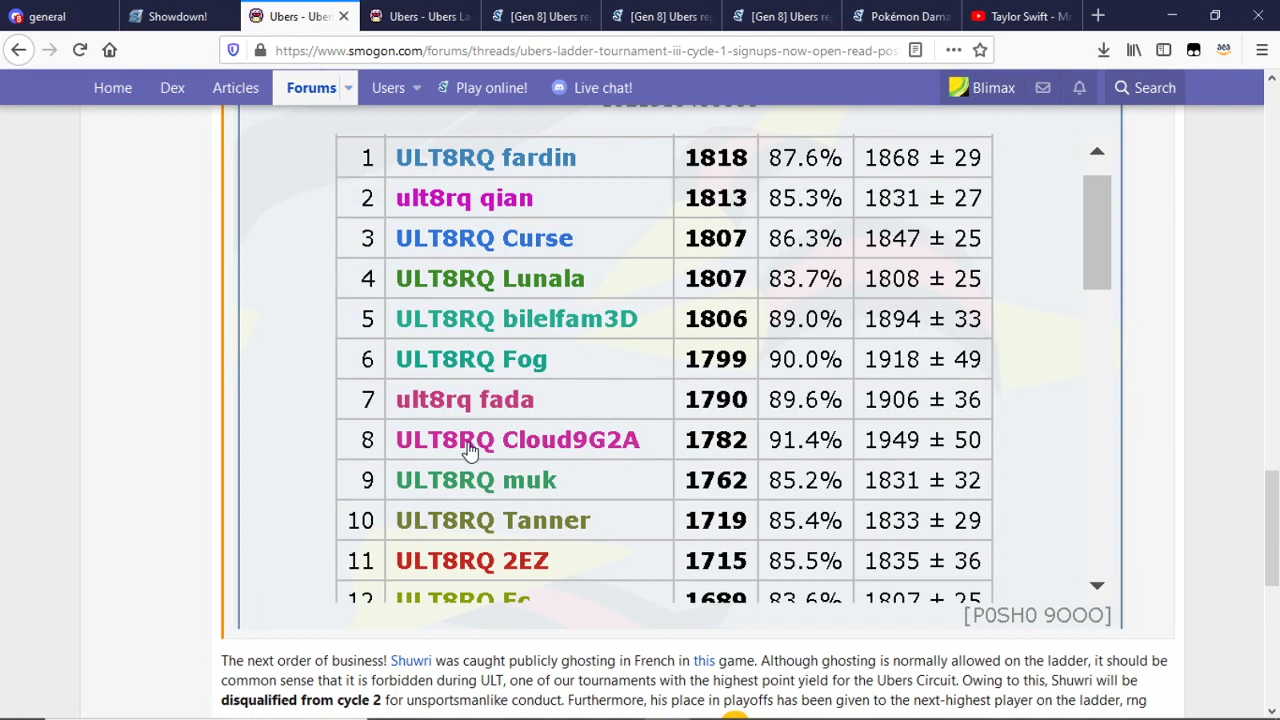 general
Showdown!
Ubers - Uber
Ubers - Ubers La
[Gen 8] Ubers re
[Gen 8] Ubers re
[Gen 8] Ubers re
Pokémon Dama
Taylor Swift - Mr
https://www.smogon.com/forums/threads/ubers-ladder-tournament-iii-cycle-1-signups-now-open-read-pos
Home Dex Articles Forums Users Play online! Live chat! Blimax Search
1 ULT8RQ fardin 1818 87.6% 1868 ± 29
2 ult8rq qian 1813 85.3% 1831 ± 27
3 ULT8RQ Curse 1807 86.3% 1847 ± 25
4 ULT8RQ Lunala 1807 83.7% 1808 ± 25
5 ULT8RQ bilelfam3D 1806 89.0% 1894 ± 33
6 ULT8RQ Fog 1799 90.0% 1918 ± 49
7 ult8rq fada 1790 89.6% 1906 ± 36
8 ULT8RQ Cloud9G2A 1782 91.4% 1949 ± 50
9 ULT8RQ muk 1762 85.2% 1831 ± 32
10 ULT8RQ Tanner 1719 85.4% 1833 ± 29
11 ULT8RQ 2EZ 1715 85.5% 1835 ± 36
12 ULT8RQ 1689 83.6% 1807 ± 25
[P0SH0 9OOO]
The next order of business! Shuwri was caught publicly ghosting in French in this game. Although ghosting is normally allowed on the ladder, it should be
common sense that it is forbidden during ULT, one of our tournaments with the highest point yield for the Ubers Circuit. Owing to this, Shuwri will be
disqualified from cycle 2 for unsportsmanlike conduct. Furthermore, his place in playoffs has been given to the next-highest player on the ladder, rng